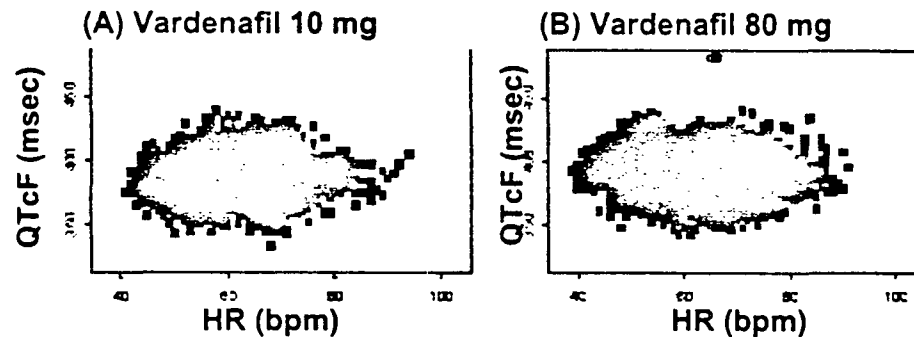 (A) Vardenafil 10 mg
(B) Vardenafil 80 mg
QTcF (msec)
QTcF (msec)
40 60 80 100
40 60 80 100
HR (bpm)
HR (bpm)